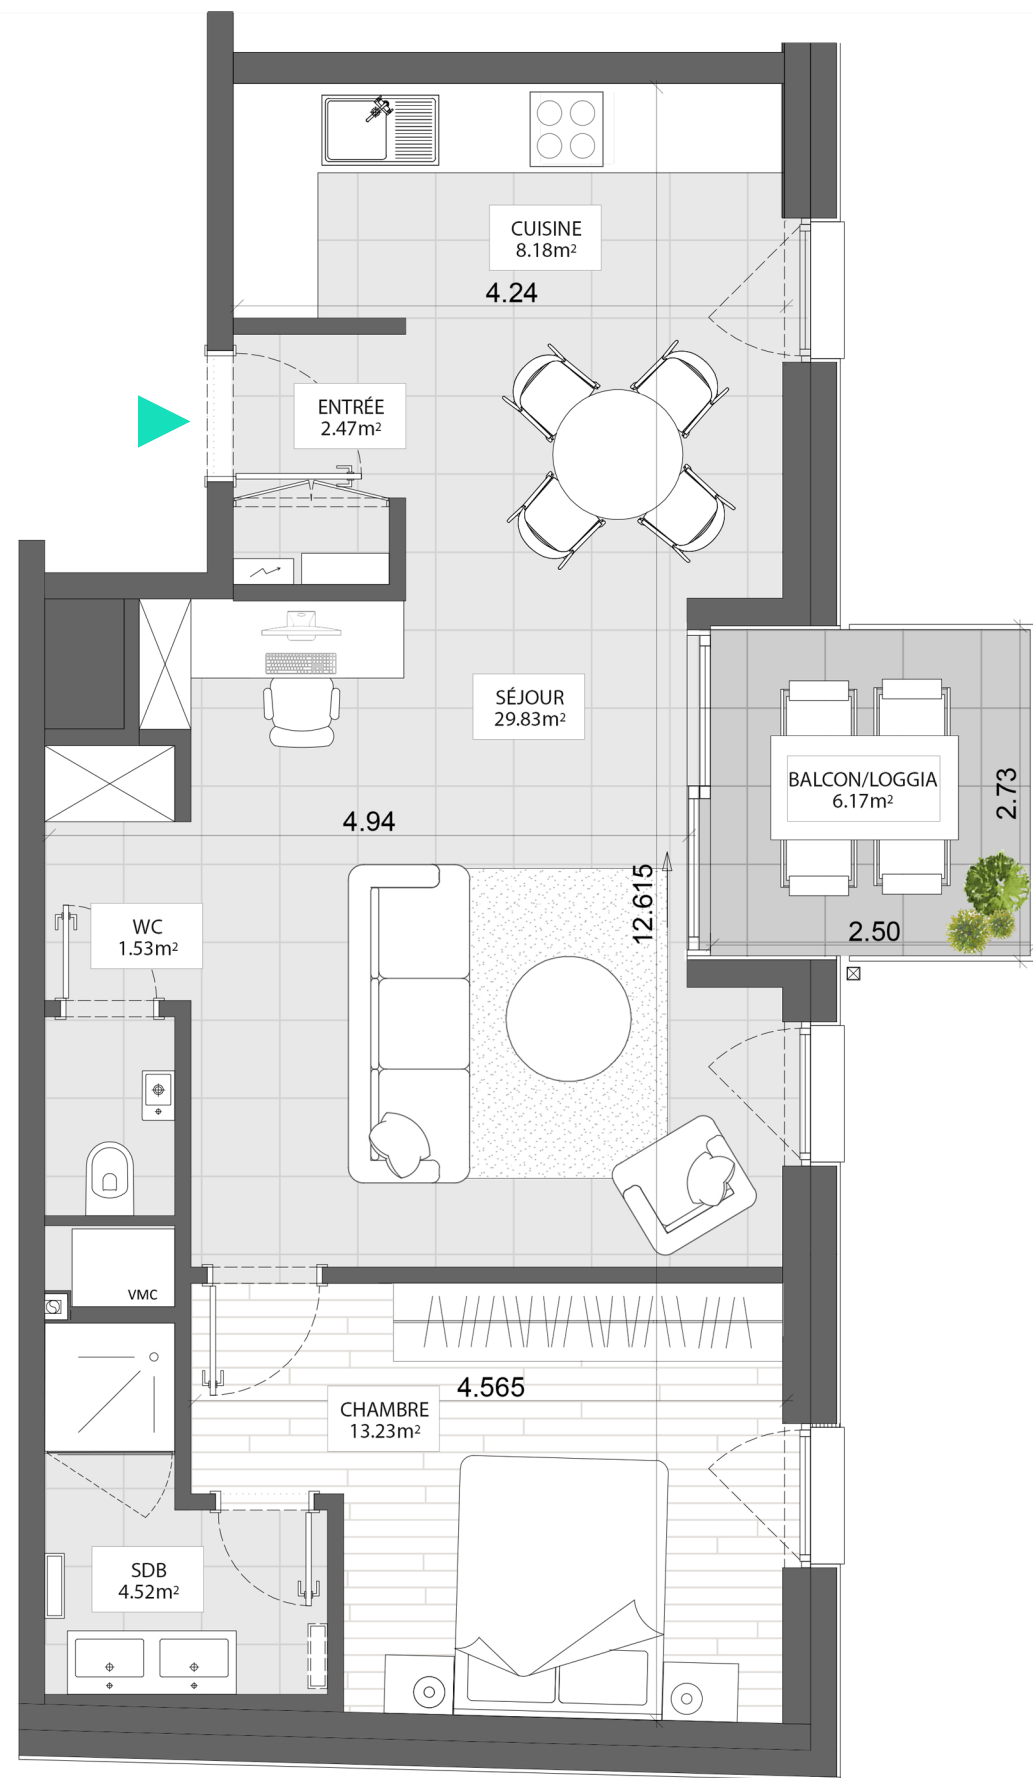 CUISINE
8.18m²
4.24
ENTRÉE
2.47m²
SÉJOUR
29.83m²
BALCON/LOGGIA
6.17m²
2.73
4.94
12.615
WC
1.53m²
2.50
VMC
4.565
CHAMBRE
13.23m²
SDB
4.52m²